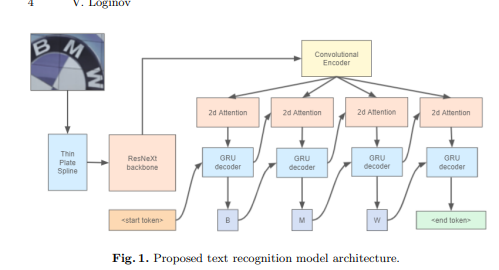 4 V. Loginov
BMW
Convolutional
Encoder
2d Attention
2d Attention
2d Attention
2d Attention
Thin
Plate
Spline
ResNeXt
backbone
GRU
decoder
GRU
decoder
GRU
decoder
GRU
decoder
<start token>
B
M
W
<end token>
Fig. 1. Proposed text recognition model architecture.